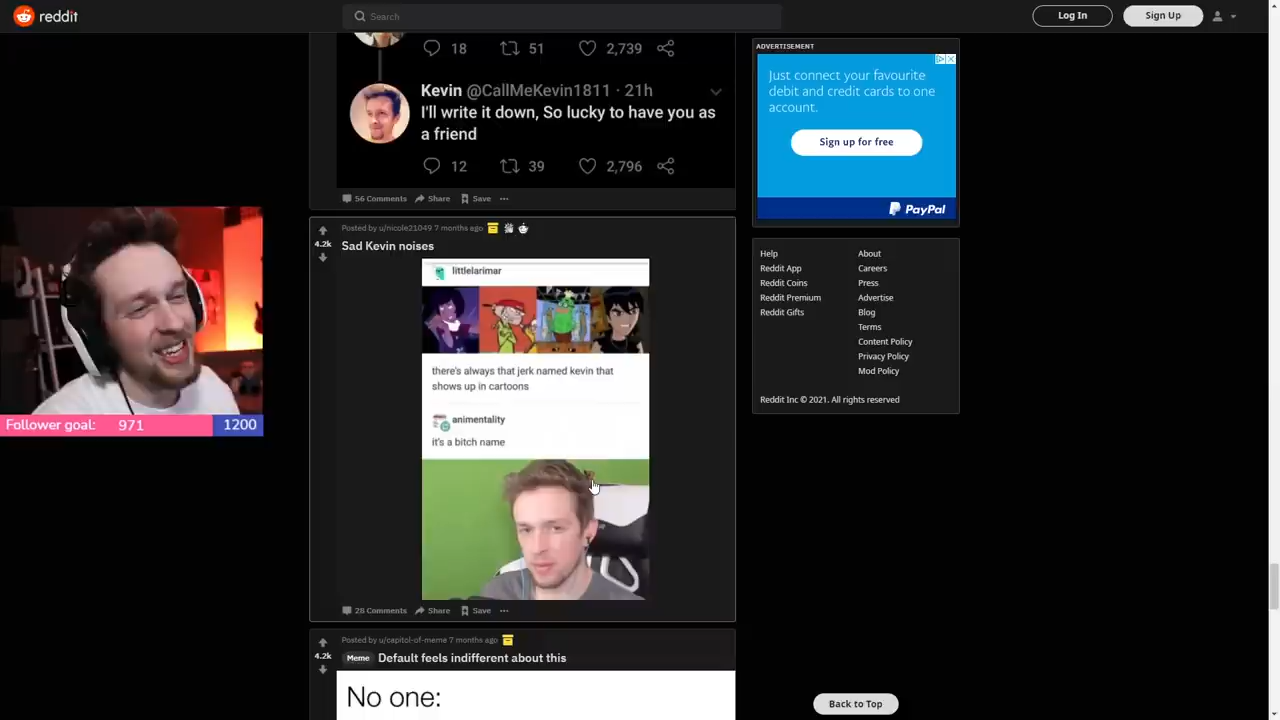 reddit
Search
Log In
Sign Up
18 51 2,739
Kevin @CallMeKevin1811 · 21h
I'll write it down, So lucky to have you as
a friend
12 39 2,796
56 Comments Share Save
ADVERTISEMENT
Just connect your favourite
debit and credit cards to one
account.
Sign up for free
PayPal
Help About
Reddit App Careers
Reddit Coins Press
Reddit Premium Advertise
Reddit Gifts Blog
Terms
Content Policy
Privacy Policy
Mod Policy
Reddit Inc © 2021. All rights reserved
Follower goal: 971 1200
4.2k
Posted by u/nicole21049 7 months ago
Sad Kevin noises
littlelarimar
there's always that jerk named kevin that
shows up in cartoons
animentality
it's a bitch name
28 Comments Share Save
4.2k
Posted by u/capitol-of-meme 7 months ago
Meme Default feels indifferent about this
No one:
Back to Top